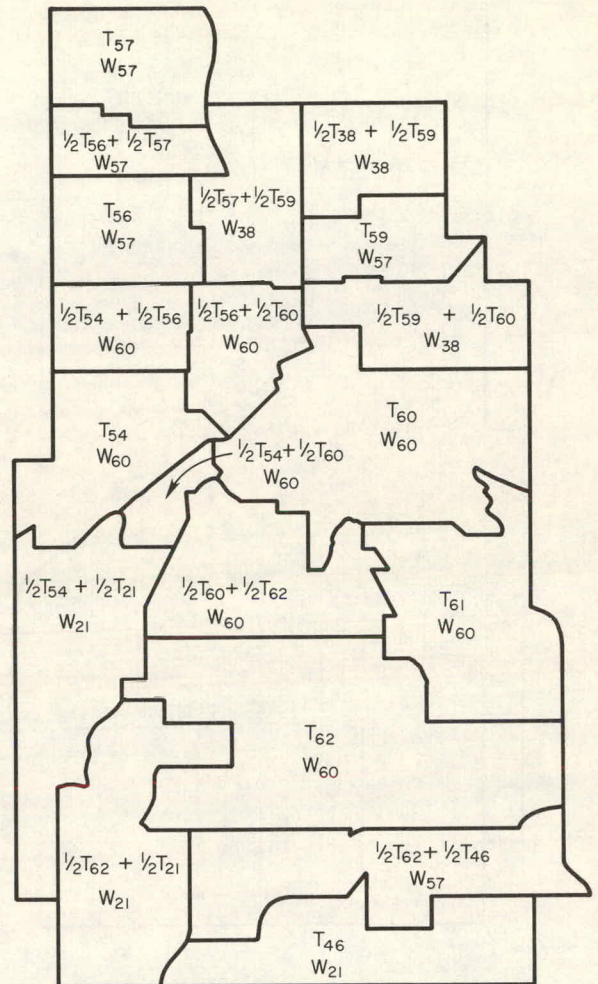 T57
W57
½T56+ ½T57
W57
½T38 + ½T59
W38
T56
W57
½T57+½T59
W38
T59
W57
½T54 + ½T56
W60
½T56+½T60
W60
½T59 + ½T60
W38
T54
W60
T60
W60
½T54+½T60
W60
½T54 + ½T21
W21
½T60+½T62
W60
T61
W60
T62
W60
½T62 + ½T21
W21
½T62+ ½T46
W57
T46
W21